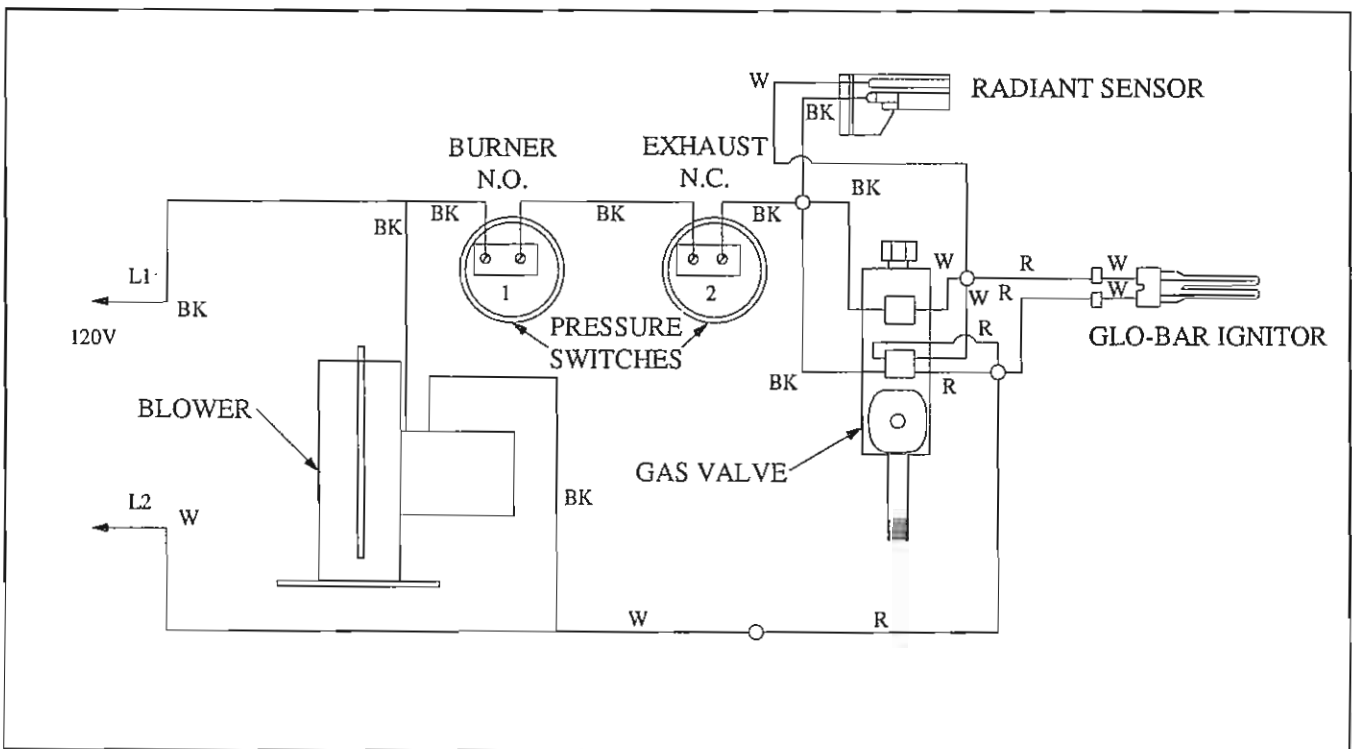 W
RADIANT SENSOR
BK
BURNER
N.O.
EXHAUST
N.C.
BK
BK
BK
BK
BK
L1
BK
120V
1
2
PRESSURE
SWITCHES
W
W
R
R
W
W
GLO-BAR IGNITOR
R
BK
R
BLOWER
GAS VALVE
BK
L2
W
W
R